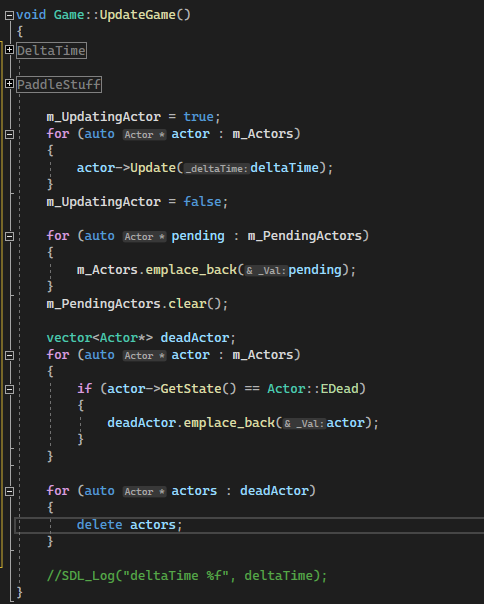 void Game::UpdateGame()
{
DeltaTime
PaddleStuff
m_UpdatingActor = true;
for (auto Actor * actor : m_Actors)
{
actor->Update(_deltaTime: deltaTime);
}
m_UpdatingActor = false;
for (auto Actor * pending : m_PendingActors)
{
m_Actors.emplace_back(& _Val: pending);
}
m_PendingActors.clear();
vector<Actor*> deadActor;
for (auto Actor * actor : m_Actors)
{
if (actor->GetState() == Actor::EDead)
{
deadActor.emplace_back(& _Val: actor);
}
}
for (auto Actor * actors : deadActor)
{
delete actors;
}
//SDL_Log("deltaTime %f", deltaTime);
}